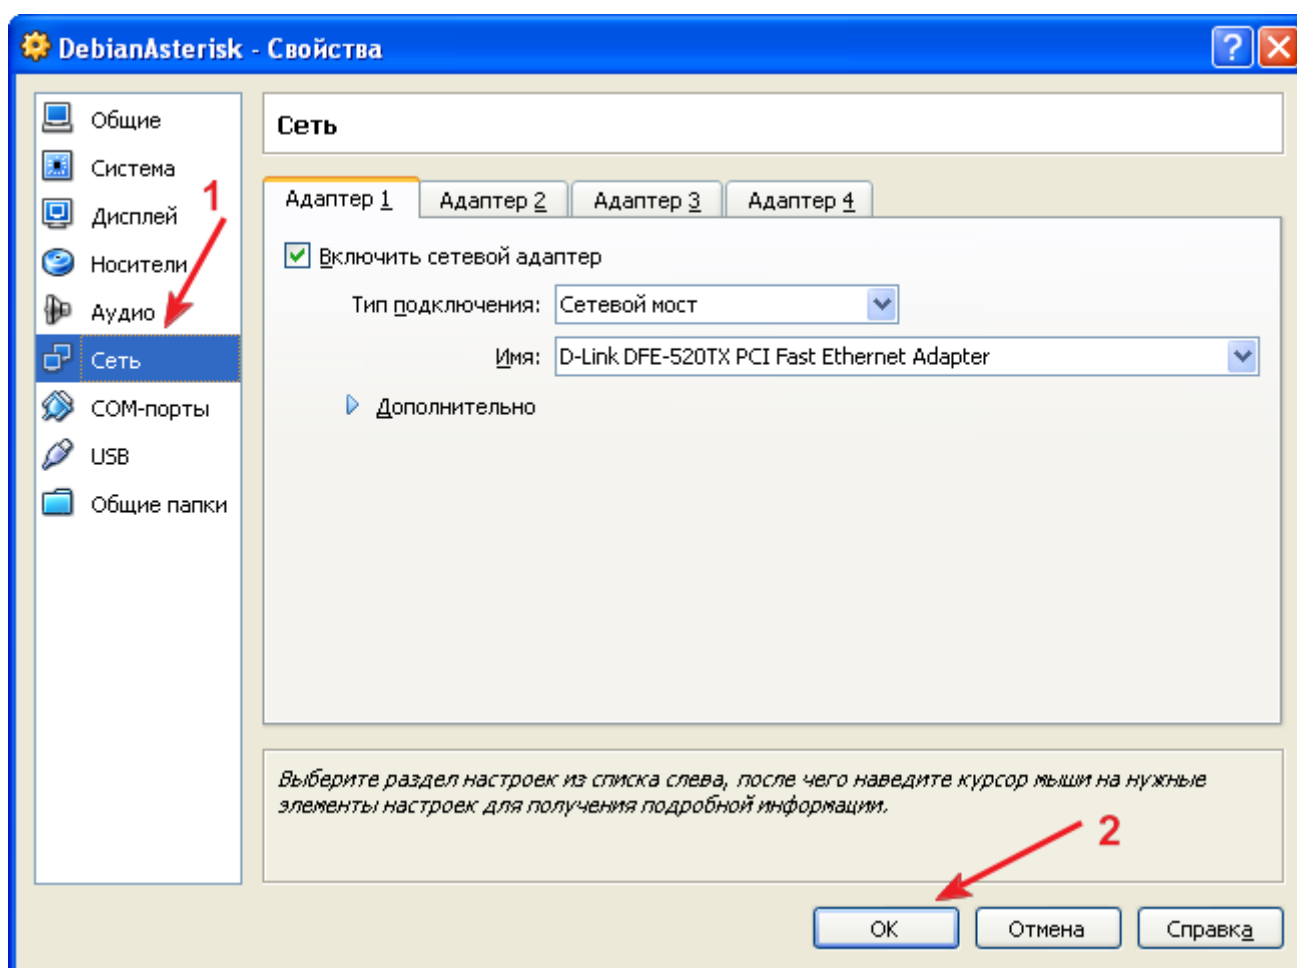 DebianAsterisk - Свойства
Общие
Система
Дисплей
Носители
Аудио
Сеть
COM-порты
USB
Общие папки
1
Сеть
Адаптер 1 Адаптер 2 Адаптер 3 Адаптер 4
Включить сетевой адаптер
Тип подключения: Сетевой мост
Имя: D-Link DFE-520TX PCI Fast Ethernet Adapter
Дополнительно
Выберите раздел настроек из списка слева, после чего наведите курсор мыши на нужные
элементы настроек для получения подробной информации.
2
OK Отмена Справка